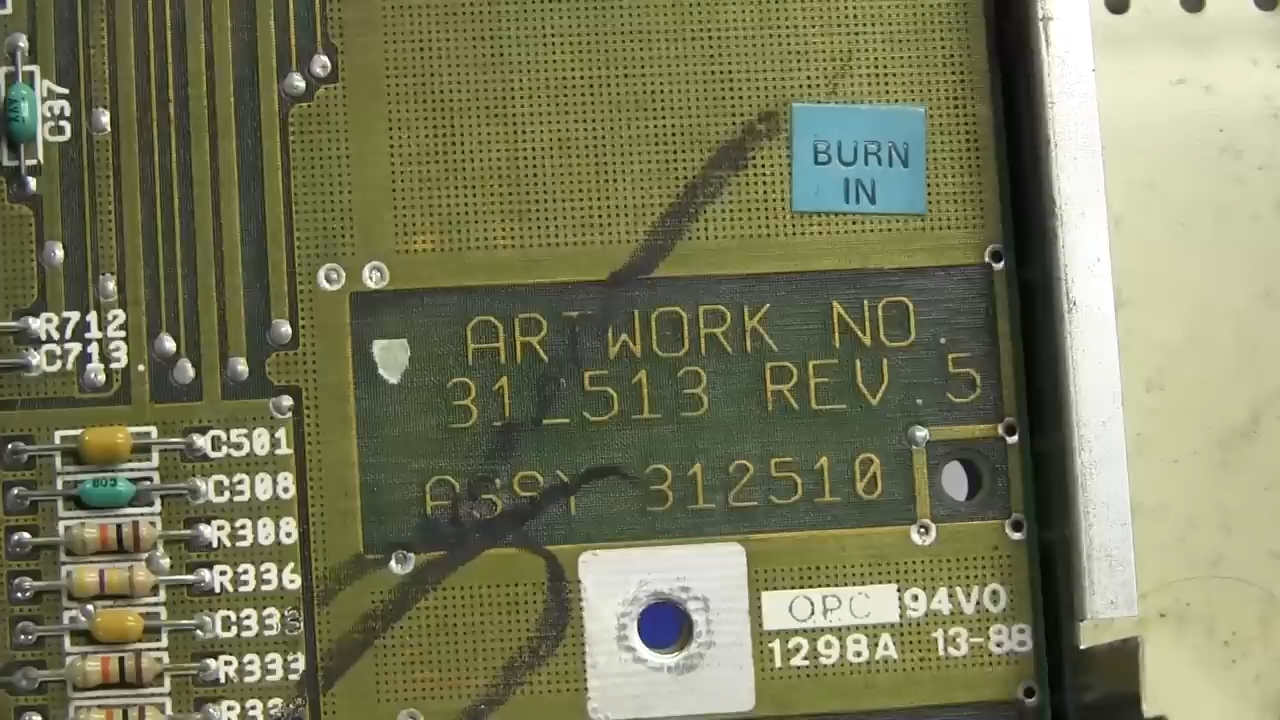 C37
BURN
IN
R712
C713
ARTWORK NO.
312513 REV.5
ASSY 312510
C501
C308
R308
R336
C333
R333
OPC 94V0
1298A 13-88